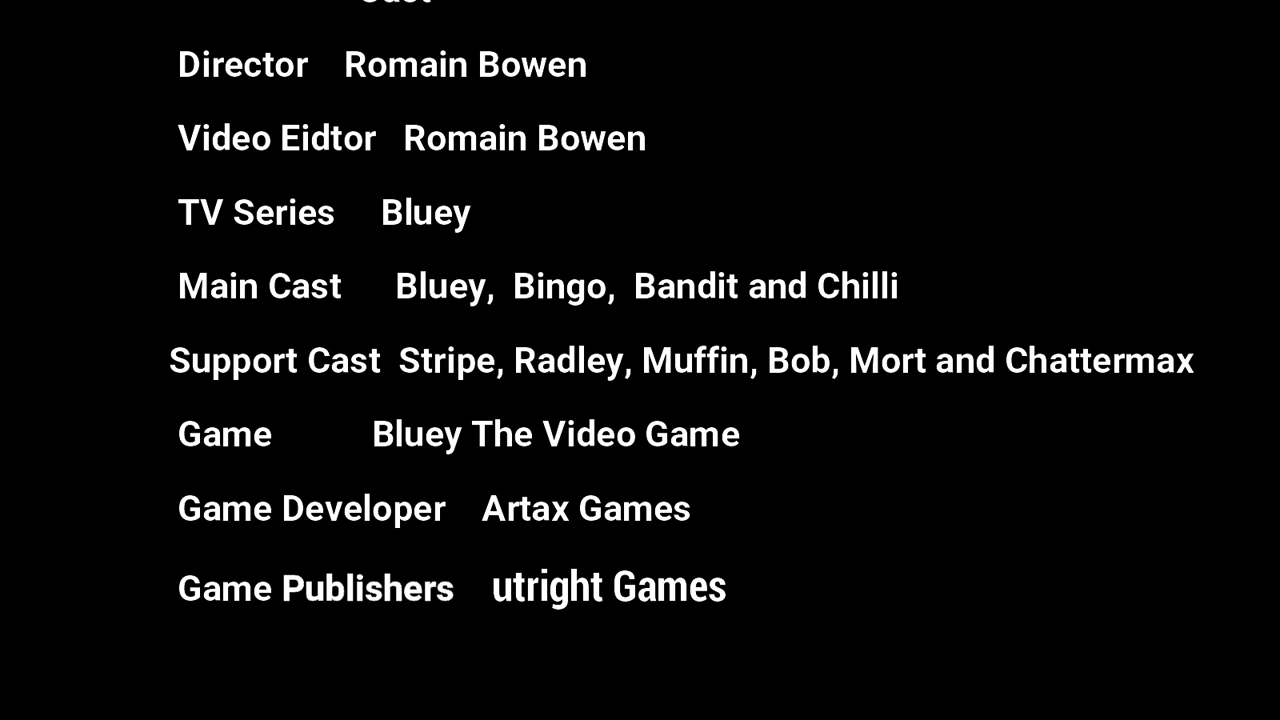 Director Romain Bowen
Video Eidtor Romain Bowen
TV Series Bluey
Main Cast Bluey, Bingo, Bandit and Chilli
Support Cast Stripe, Radley, Muffin, Bob, Mort and Chattermax
Game Bluey The Video Game
Game Developer Artax Games
Game Publishers utright Games